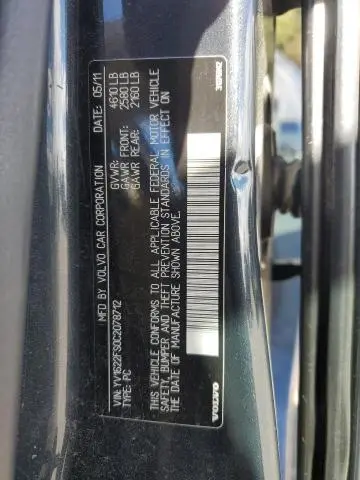 MFD BY VOLVO CAR CORPORATION DATE: 05/11
GVWR: 4610 LB
GAWR FRONT: 2580 LB
GAWR REAR: 2160 LB
VIN: YV1622FS0C2078712
TYPE: PC
THIS VEHICLE CONFORMS TO ALL APPLICABLE FEDERAL MOTOR VEHICLE
SAFETY, BUMPER AND THEFT PREVENTION STANDARDS IN EFFECT ON
THE DATE OF MANUFACTURE SHOWN ABOVE.
VOLVO